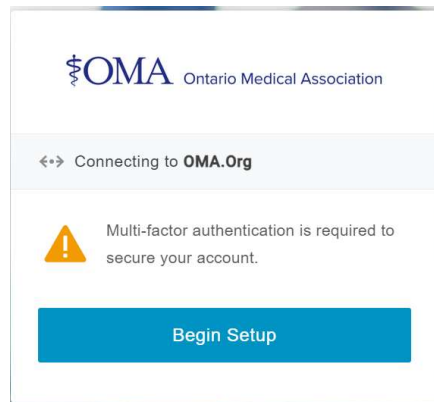 OMA Ontario Medical Association
Connecting to OMA.Org
Multi-factor authentication is required to
secure your account.
Begin Setup